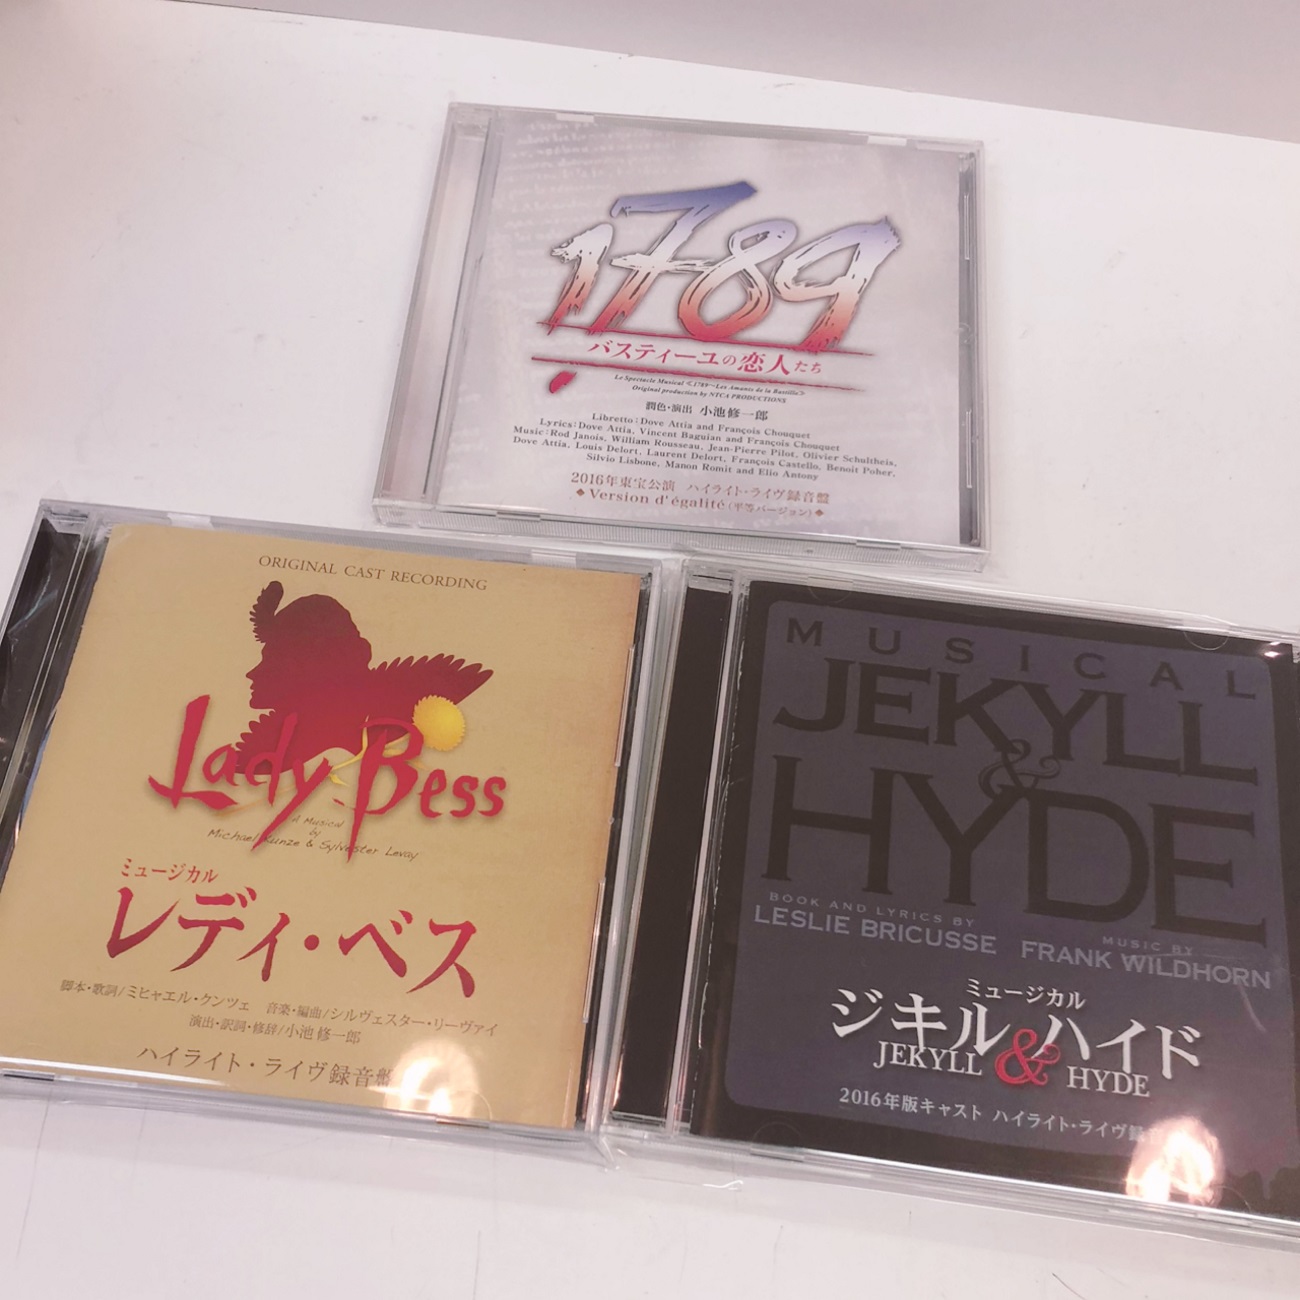 1789
バスティーユの恋人たち
Le Spectacle Musical ≪1789～Les Amants de la Bastille≫
Original production by NTCA PRODUCTIONS
潤色・演出 小池修一郎
Libretto：Dove Attia and François Chouquet
Lyrics：Dove Attia, Vincent Baguian and François Chouquet
Music：Rod Janois, William Rousseau, Jean-Pierre Pilot, Olivier Schultheis,
Dove Attia, Louis Delort, Laurent Delort, François Castello, Benoit Poher,
Silvio Lisbone, Manon Romit and Elio Antony
2016年東宝公演 ハイライト・ライヴ録音盤
◆Version d'égalité（平等バージョン）◆
ORIGINAL CAST RECORDING
Lady Bess
A Musical
by
Michael Kunze & Sylvester Levay
ミュージカル
レディ・ベス
脚本・歌詞/ミヒャエル・クンツェ 音楽・編曲/シルヴェスター・リーヴァイ
演出・訳詞・修辞/小池修一郎
ハイライト・ライヴ録音盤
MUSICAL
JEKYLL
&
HYDE
BOOK AND LYRICS BY
LESLIE BRICUSSE
MUSIC BY
FRANK WILDHORN
ミュージカル
ジキル&ハイド
JEKYLL HYDE
2016年版キャスト ハイライト・ライヴ録